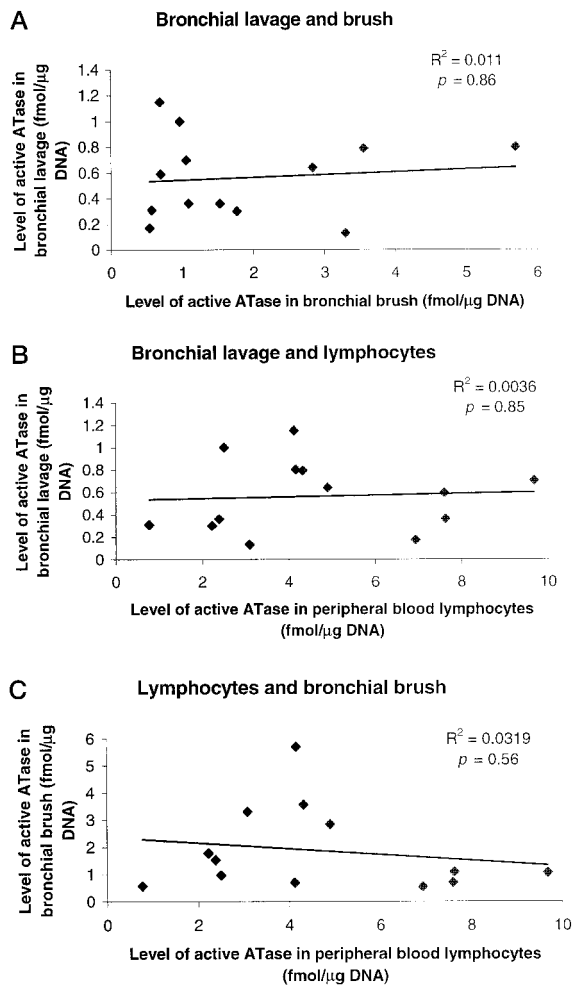 A
Bronchial lavage and brush
R² = 0.011
p = 0.86
Level of active ATase in
bronchial lavage (fmol/µg
DNA)
1.4
1.2
1
0.8
0.6
0.4
0.2
0
0 1 2 3 4 5 6
Level of active ATase in bronchial brush (fmol/µg DNA)
B
Bronchial lavage and lymphocytes
R² = 0.0036
p = 0.85
Level of active ATase in
bronchial lavage (fmol/µg
DNA)
1.4
1.2
1
0.8
0.6
0.4
0.2
0
0 2 4 6 8 10
Level of active ATase in peripheral blood lymphocytes
(fmol/µg DNA)
C
Lymphocytes and bronchial brush
R² = 0.0319
p = 0.56
Level of active ATase in
bronchial brush (fmol/µg
DNA)
6
5
4
3
2
1
0
0 2 4 6 8 10
Level of active ATase in peripheral blood lymphocytes
(fmol/µg DNA)